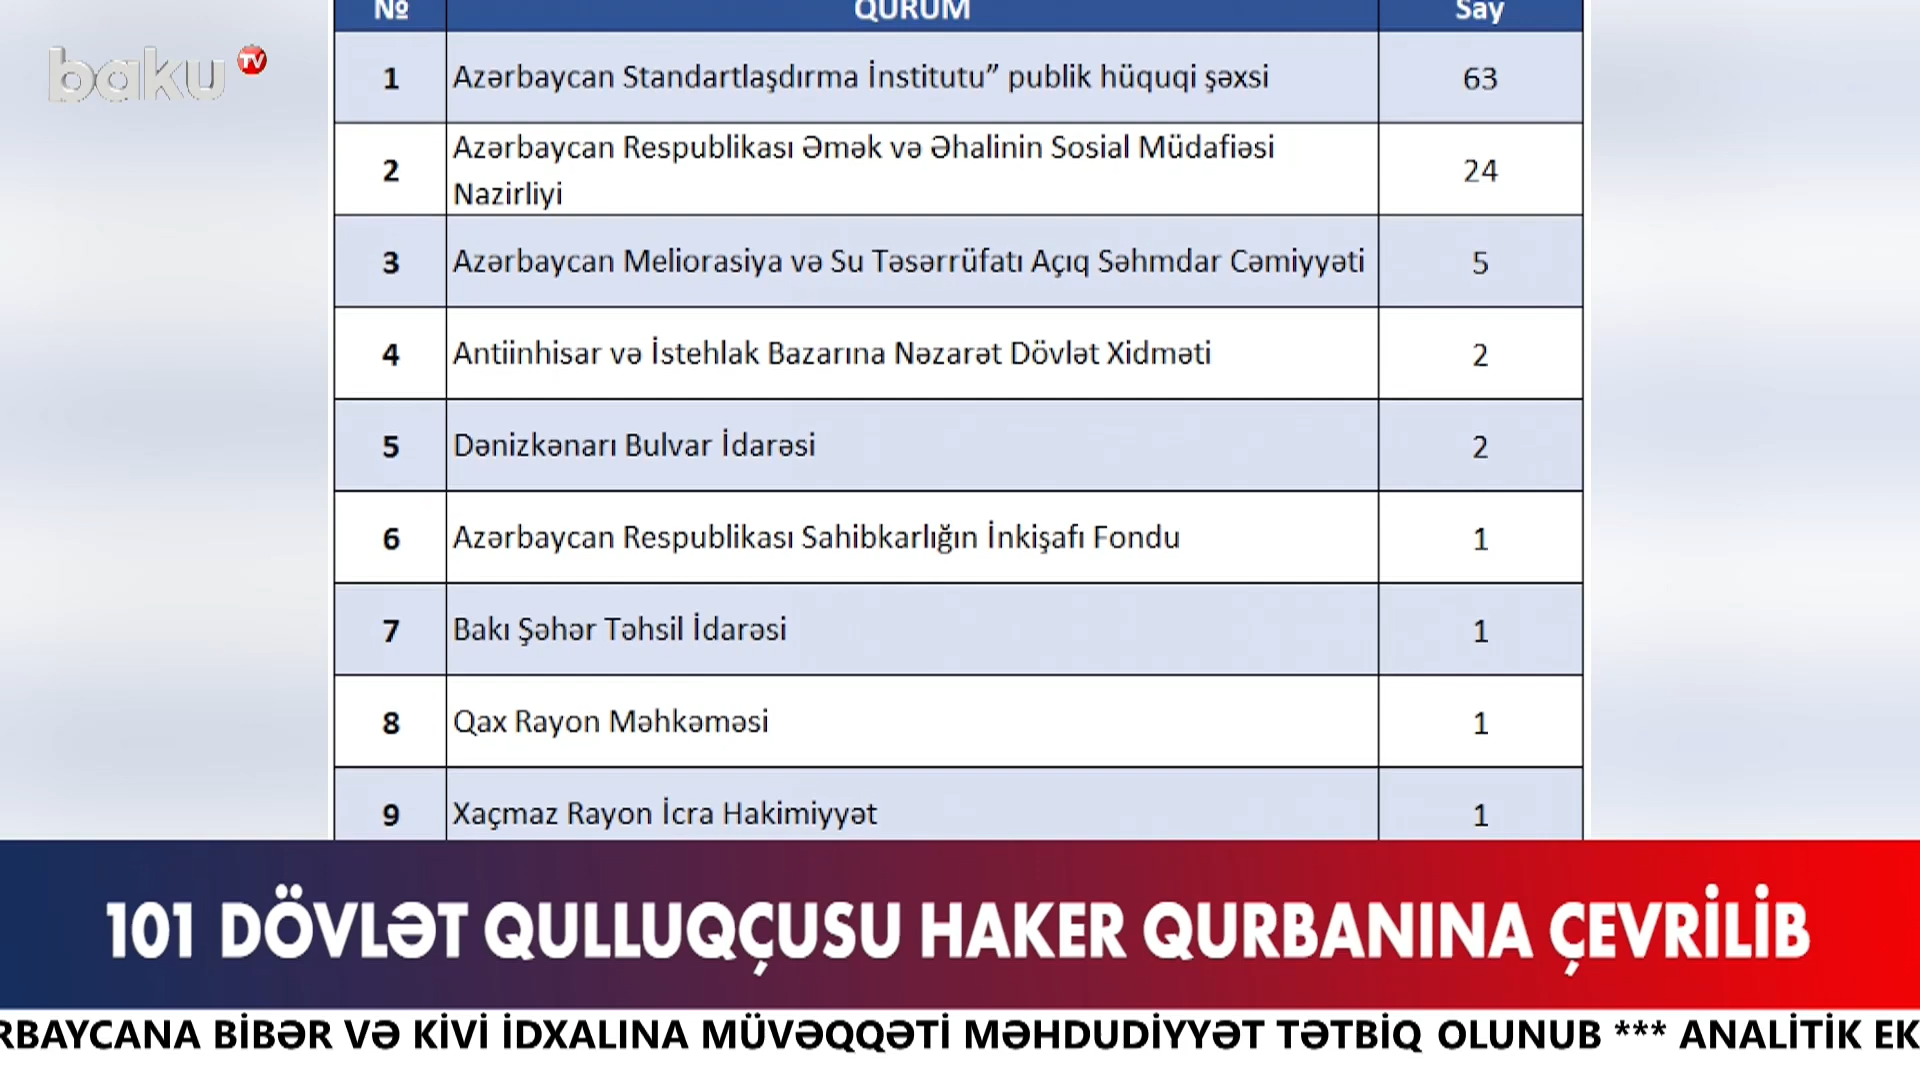 № QURUM Say
baku TV
1 Azərbaycan Standartlaşdırma İnstitutu” publik hüquqi şəxsi 63
2 Azərbaycan Respublikası Əmək və Əhalinin Sosial Müdafiəsi
Nazirliyi 24
3 Azərbaycan Meliorasiya və Su Təsərrüfatı Açıq Səhmdar Cəmiyyəti 5
4 Antiinhisar və İstehlak Bazarına Nəzarət Dövlət Xidməti 2
5 Dənizkənarı Bulvar İdarəsi 2
6 Azərbaycan Respublikası Sahibkarlığın İnkişafı Fondu 1
7 Bakı Şəhər Təhsil İdarəsi 1
8 Qax Rayon Məhkəməsi 1
9 Xaçmaz Rayon İcra Hakimiyyət 1
101 DÖVLƏT QULLUQÇUSU HAKER QURBANINA ÇEVRİLİB
RBAYCANA BİBƏR VƏ KİVİ İDXALINA MÜVƏQQƏTİ MƏHDUDİYYƏT TƏTBİQ OLUNUB *** ANALİTİK EK